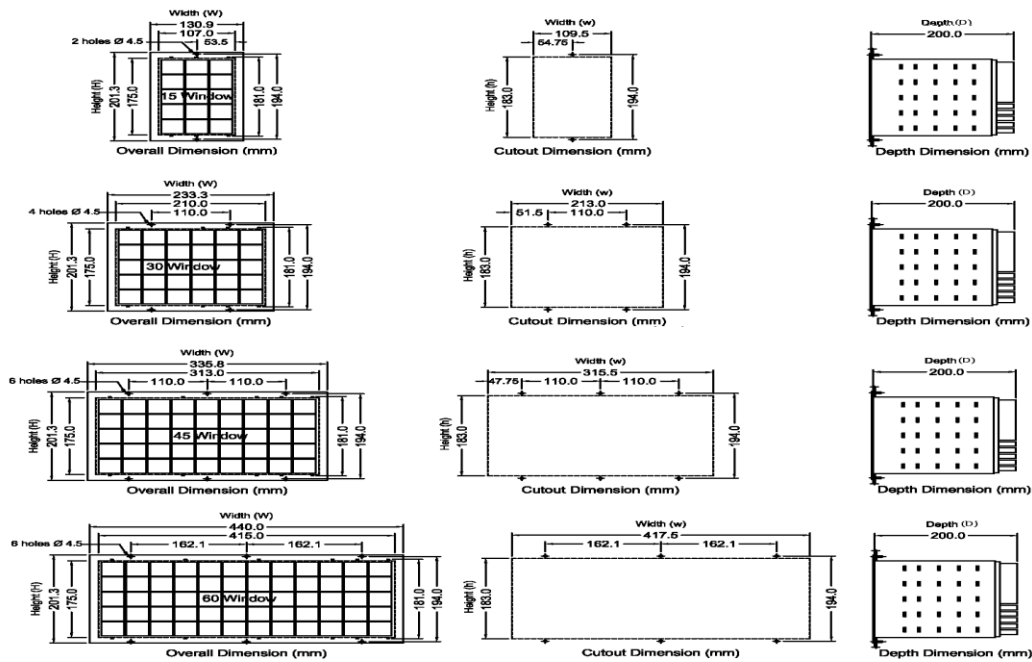 Width (W)
130.9
107.0
2 holes Ø 4.5
53.5
Height (H)
201.3
175.0
15 Window
181.0
194.0
Overall Dimension (mm)
Width (w)
109.5
54.75
Height (h)
183.0
194.0
Cutout Dimension (mm)
Depth (D)
200.0
Depth Dimension (mm)
Width (W)
233.3
210.0
4 holes Ø 4.5
110.0
Height (H)
201.3
175.0
30 Window
181.0
194.0
Overall Dimension (mm)
Width (w)
213.0
51.5 110.0
Height (h)
183.0
194.0
Cutout Dimension (mm)
Depth (D)
200.0
Depth Dimension (mm)
Width (W)
335.8
313.0
6 holes Ø 4.5
110.0 110.0
Height (H)
201.3
175.0
45 Window
181.0
194.0
Overall Dimension (mm)
Width (w)
315.5
47.75 110.0 110.0
Height (h)
183.0
194.0
Cutout Dimension (mm)
Depth (D)
200.0
Depth Dimension (mm)
Width (W)
440.0
415.0
6 holes Ø 4.5
162.1 162.1
Height (H)
201.3
175.0
60 Window
181.0
194.0
Overall Dimension (mm)
Width (w)
417.5
162.1 162.1
Height (h)
183.0
194.0
Cutout Dimension (mm)
Depth (D)
200.0
Depth Dimension (mm)